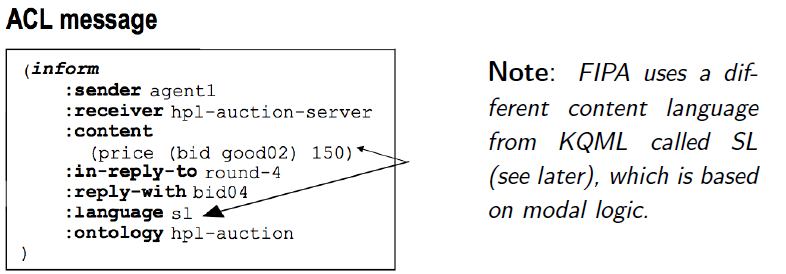 ACL message
(inform
:sender agent1
:receiver hpl-auction-server
:content
(price (bid good02) 150)
:in-reply-to round-4
:reply-with bid04
:language sl
:ontology hpl-auction
)
Note: FIPA uses a dif-
ferent content language
from KQML called SL
(see later), which is based
on modal logic.